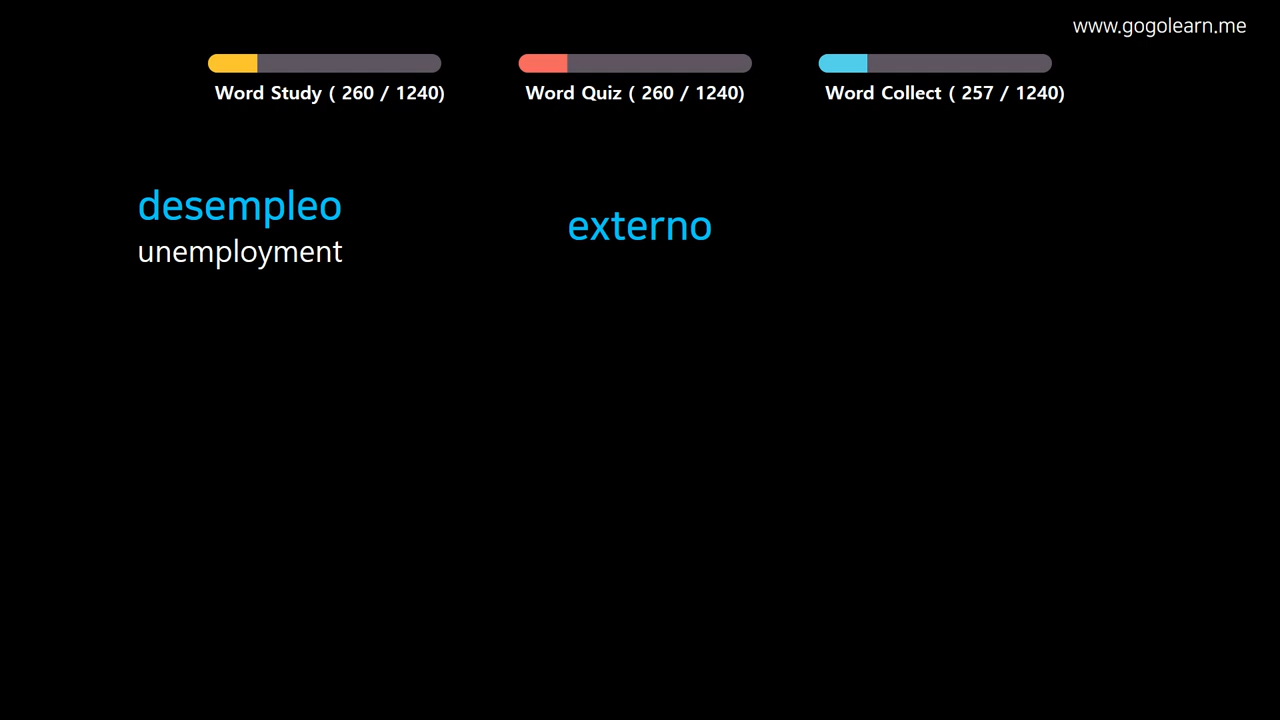 www.gogolearn.me
Word Study ( 260 / 1240)
Word Quiz ( 260 / 1240)
Word Collect ( 257 / 1240)
desempleo
unemployment
externo